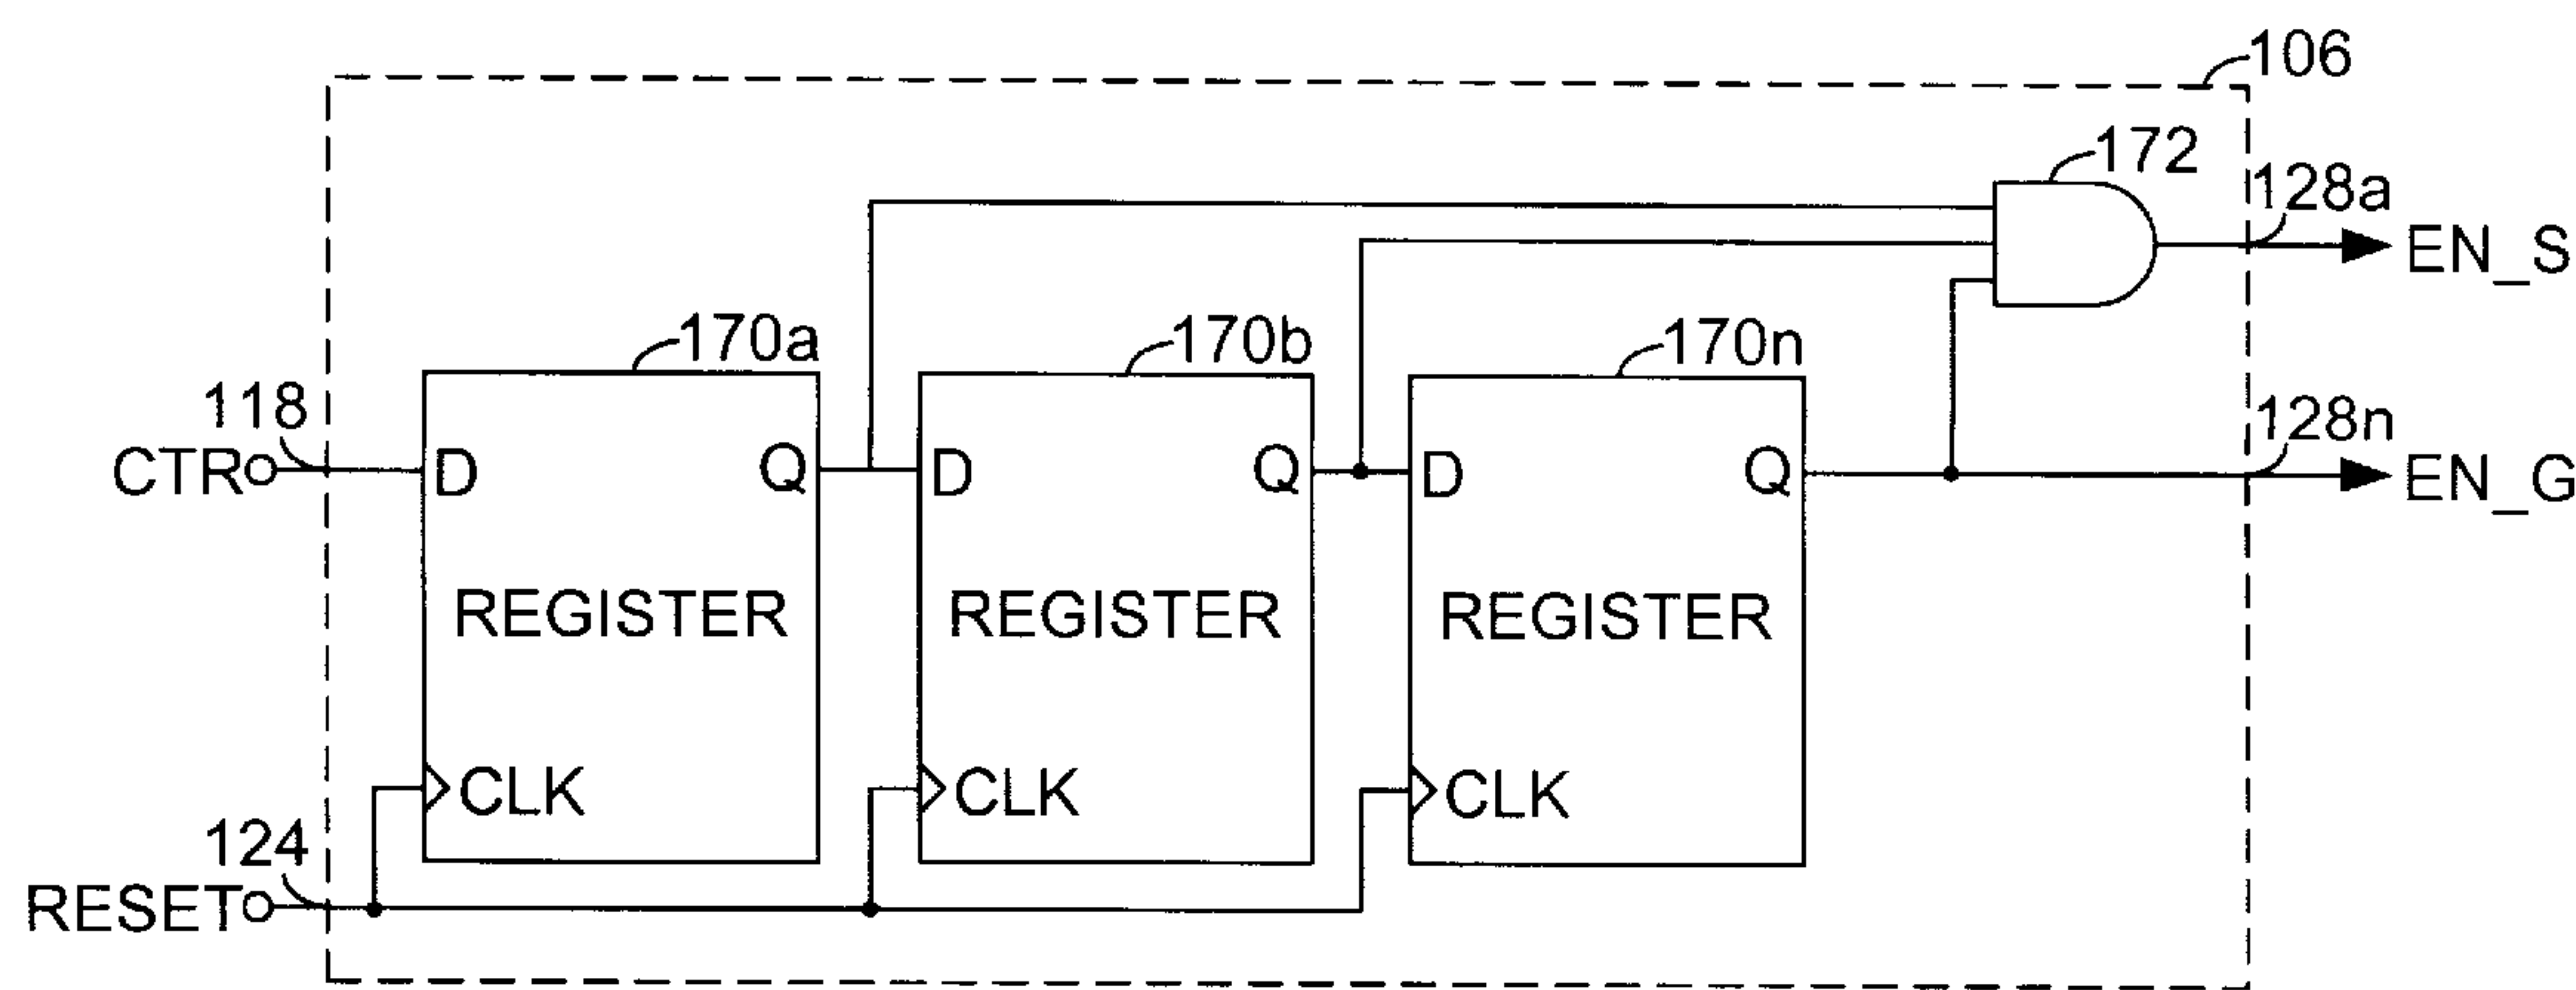 106
172
128a
EN_S
170a
170b
170n
118
128n
CTR
D
Q
D
Q
D
Q
EN_G
REGISTER
REGISTER
REGISTER
CLK
CLK
CLK
124
RESET